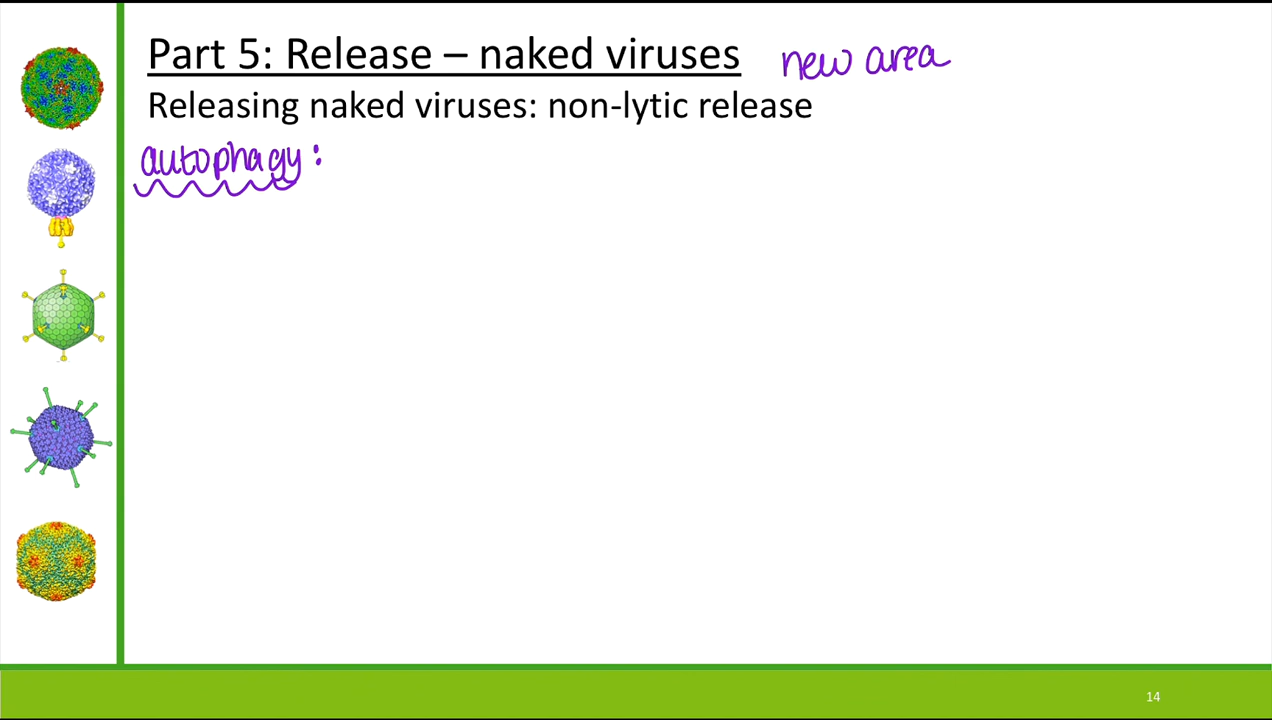 Part 5: Release – naked viruses new area
Releasing naked viruses: non-lytic release
autophagy:
14